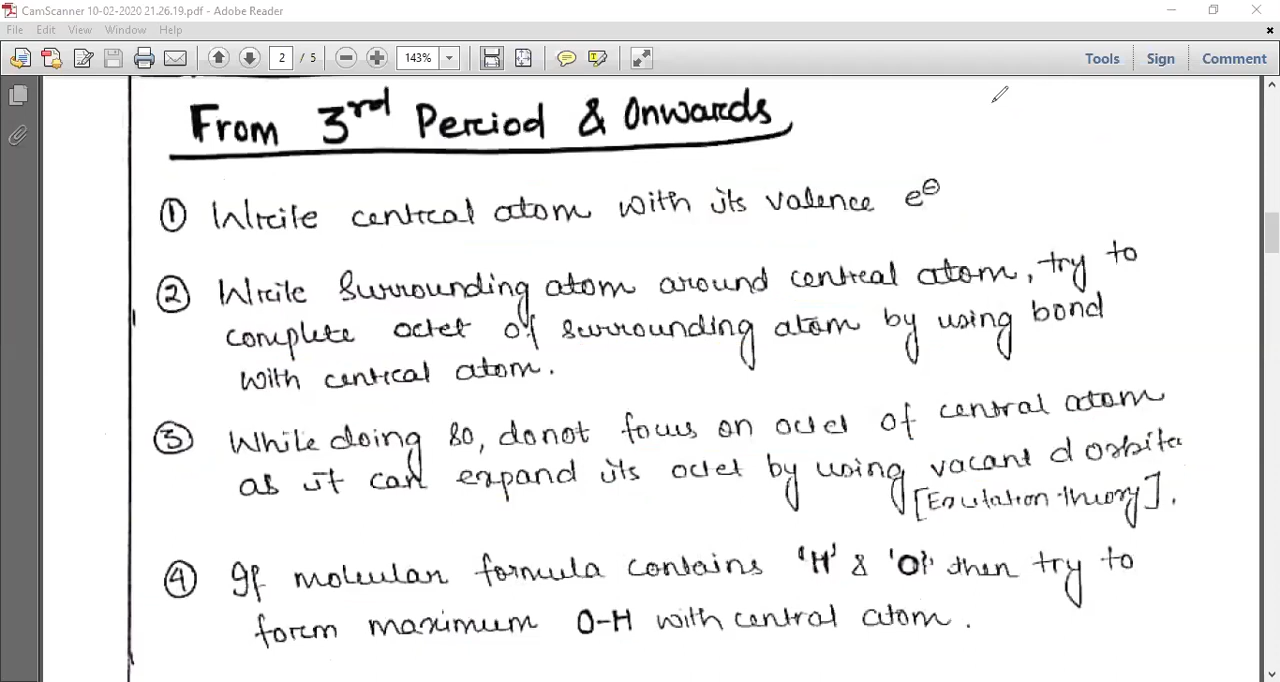 CamScanner 10-02-2020 21.26.19.pdf - Adobe Reader
File Edit View Window Help
2 / 5 143% Tools Sign Comment
From 3rd Period & Onwards
① Write central atom with its valence e⊖
② Write Surrounding atom around central atom, try to
complete octet of surrounding atom by using bond
with central atom.
③ While doing so, donot focus on octet of central atom
as it can expand its octet by using vacant d orbita
[Excitation theory].
④ If molecular formula contains 'H' & 'O' then try to
form maximum O-H with central atom.